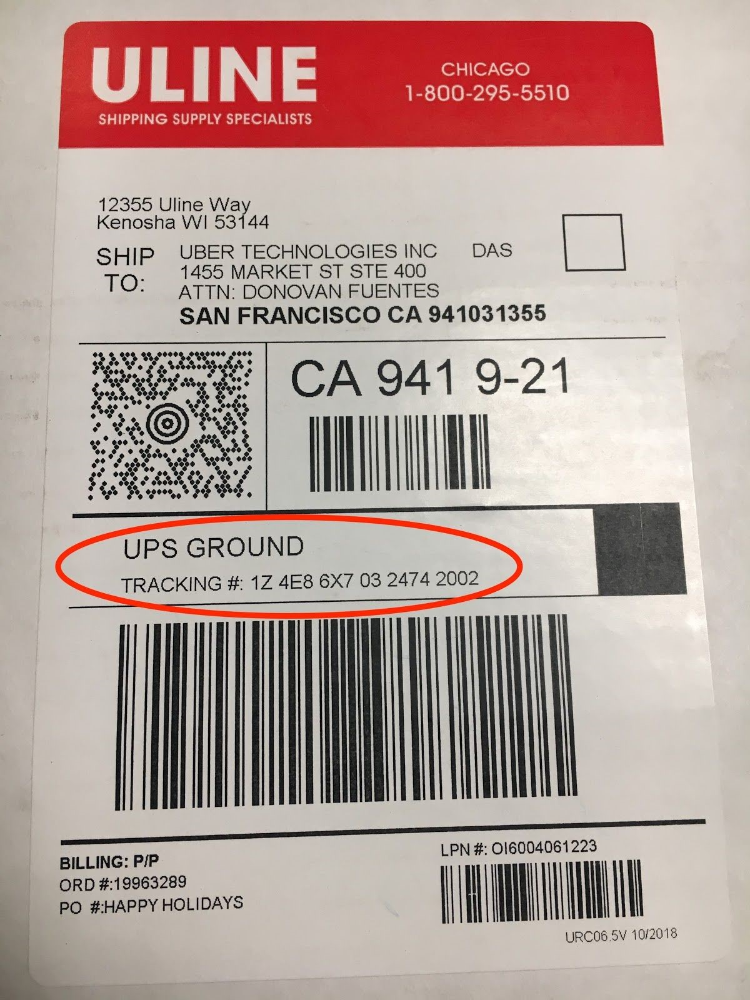 ULINE
SHIPPING SUPPLY SPECIALISTS
CHICAGO
1-800-295-5510
12355 Uline Way
Kenosha WI 53144
SHIP TO:
UBER TECHNOLOGIES INC DAS
1455 MARKET ST STE 400
ATTN: DONOVAN FUENTES
SAN FRANCISCO CA 941031355
CA 941 9-21
UPS GROUND
TRACKING #: 1Z 4E8 6X7 03 2474 2002
BILLING: P/P
ORD #:19963289
PO #:HAPPY HOLIDAYS
LPN #: OI6004061223
URC06.5V 10/2018